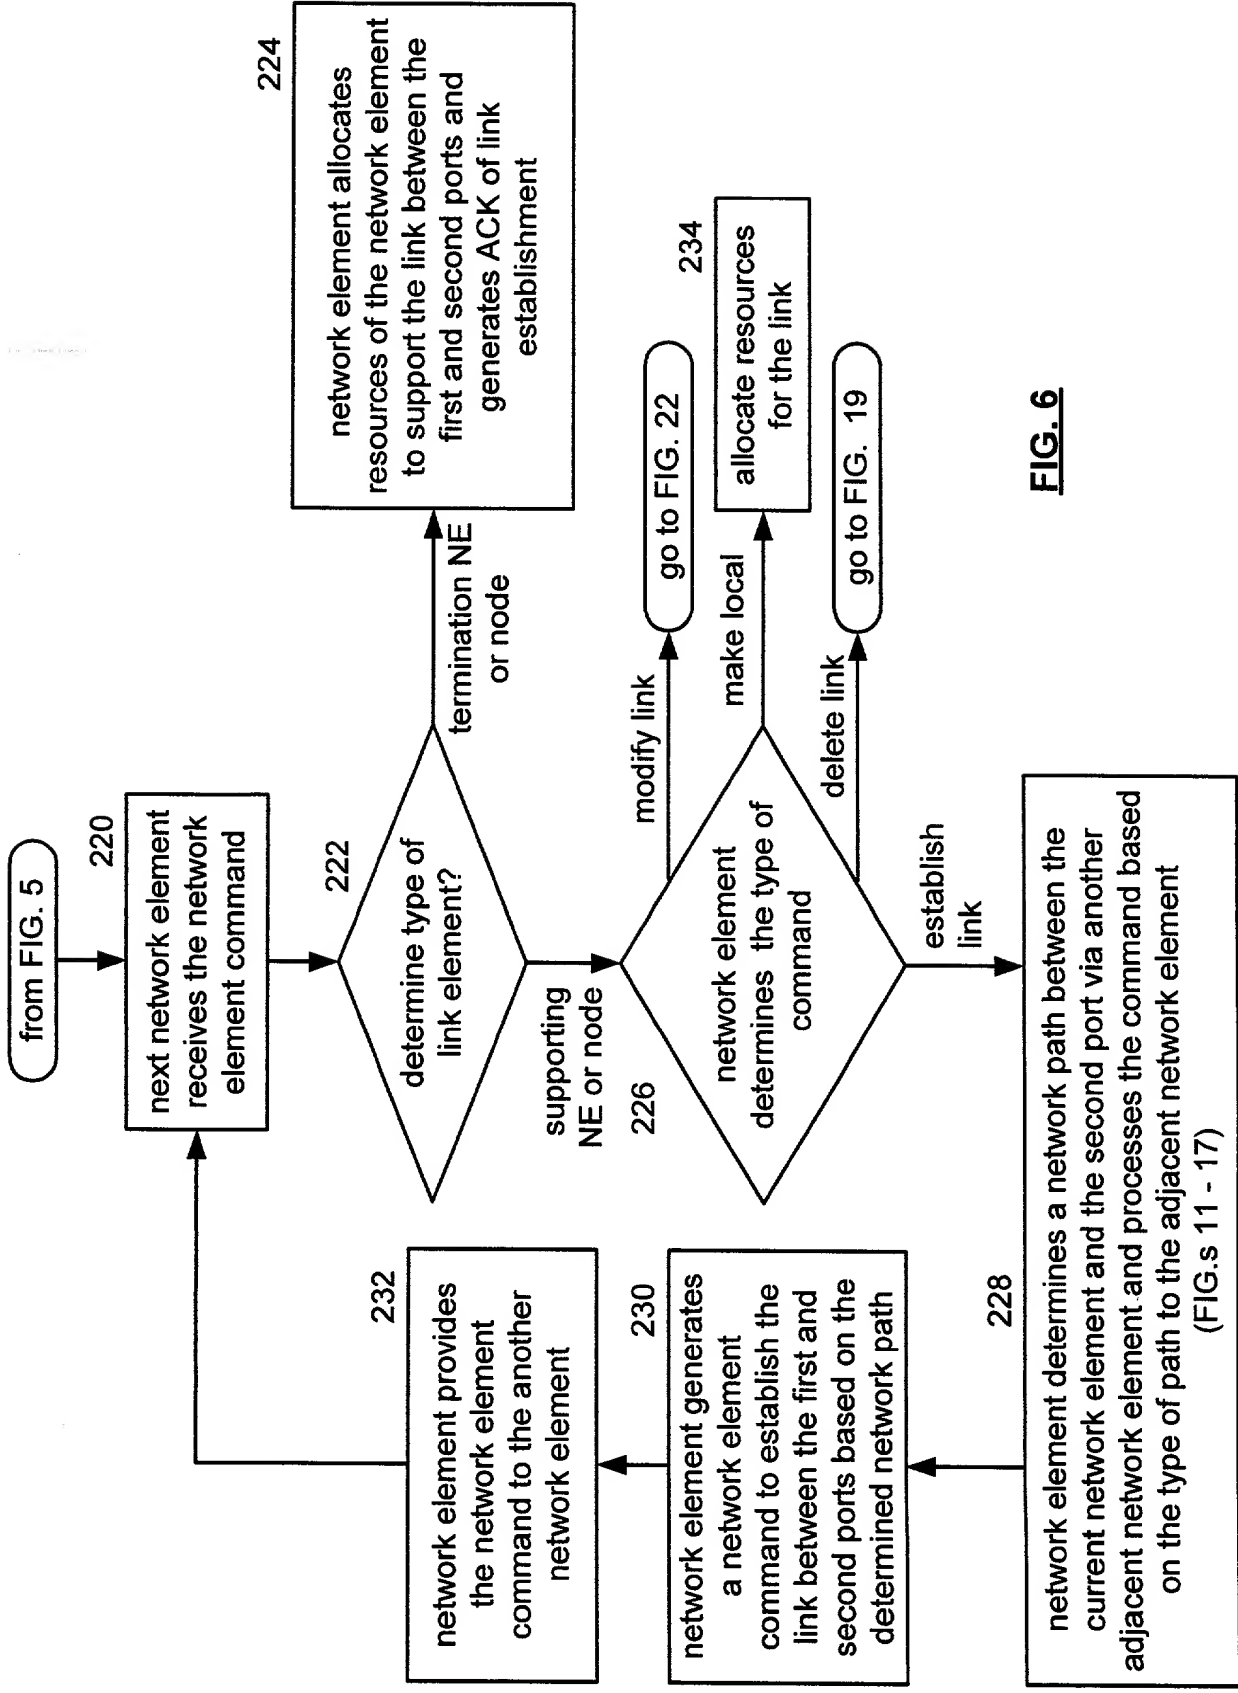 from FIG. 5
220
next network element
receives the network
element command
222
determine type of
link element?
termination NE
or node
224
network element allocates
resources of the network element
to support the link between the
first and second ports and
generates ACK of link
establishment
supporting
NE or node
226
network element
determines the type of
command
modify link
go to FIG. 22
make local
234
allocate resources
for the link
delete link
go to FIG. 19
establish
link
228
network element determines a network path between the
current network element and the second port via another
adjacent network element and processes the command based
on the type of path to the adjacent network element
(FIG.s 11 - 17)
230
network element generates
a network element
command to establish the
link between the first and
second ports based on the
determined network path
232
network element provides
the network element
command to the another
network element
FIG. 6